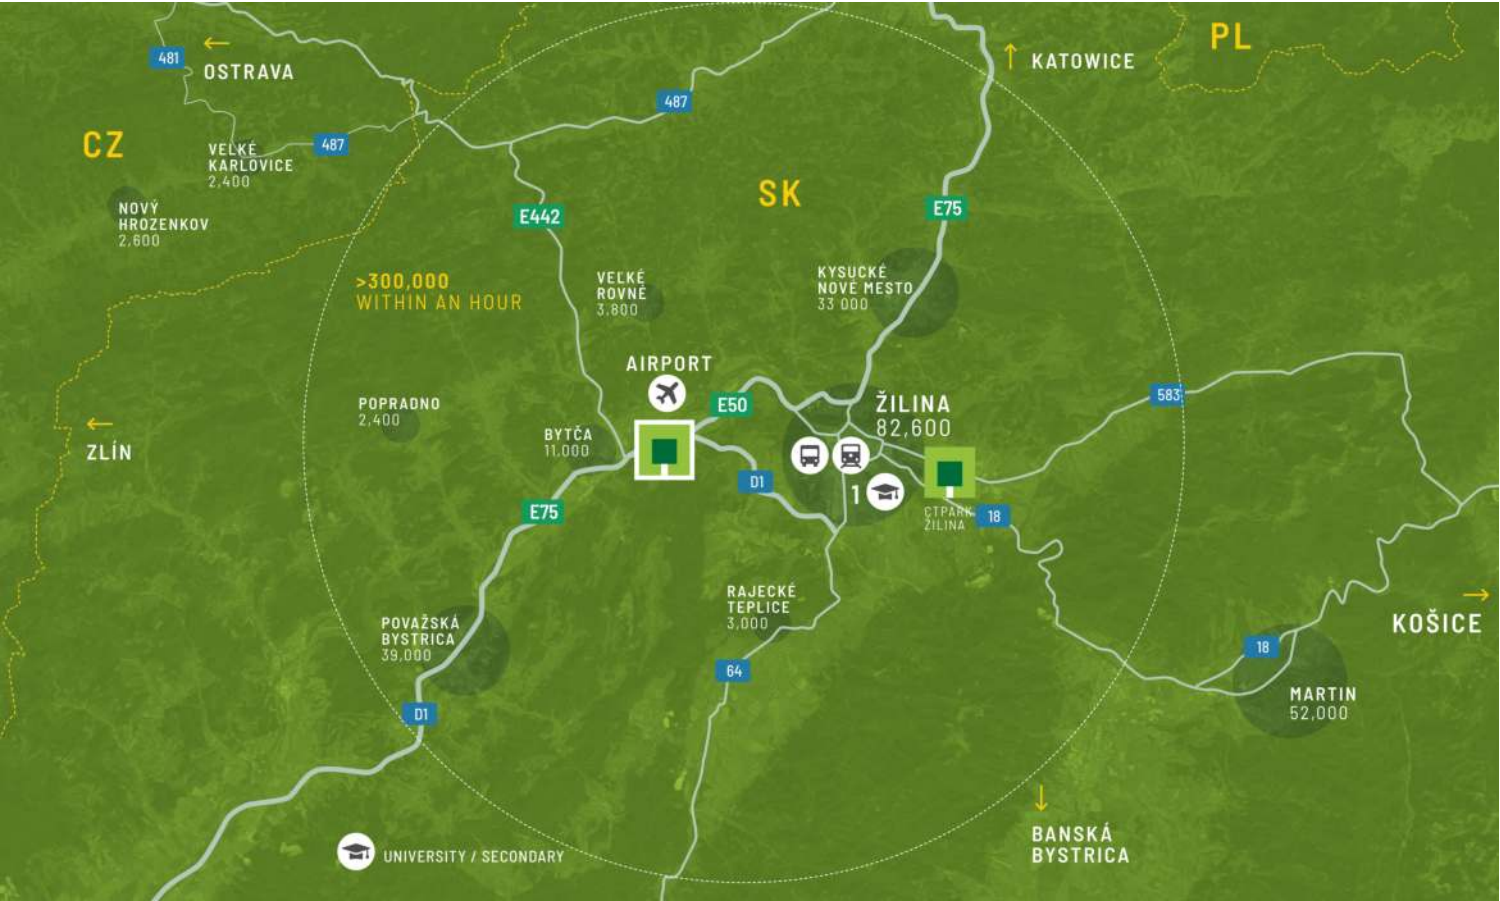 PL
481
OSTRAVA
KATOWICE
487
CZ
487
VELKÉ
KARLOVICE
2,400
SK
NOVÝ
HROZENKOV
2,600
E442
E75
>300,000
WITHIN AN HOUR
VEĽKÉ
ROVNÉ
3,800
KYSUCKÉ
NOVÉ MESTO
33 000
AIRPORT
E50
583
POPRADNO
2,400
ŽILINA
82,600
ZLÍN
BYTČA
11,000
D1
1
E75
CTPARK
ŽILINA
18
RAJECKÉ
TEPLICE
3,000
POVAŽSKÁ
BYSTRICA
39,000
KOŠICE
18
64
D1
MARTIN
52,000
BANSKÁ
BYSTRICA
UNIVERSITY / SECONDARY